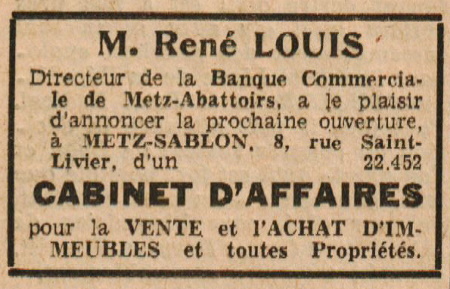 M. René LOUIS
Directeur de la Banque Commercia-
le de Metz-Abattoirs, a le plaisir
d'annoncer la prochaine ouverture,
à METZ-SABLON, 8, rue Saint-
Livier, d'un 22.452
CABINET D'AFFAIRES
pour la VENTE et l'ACHAT D'IM-
MEUBLES et toutes Propriétés.